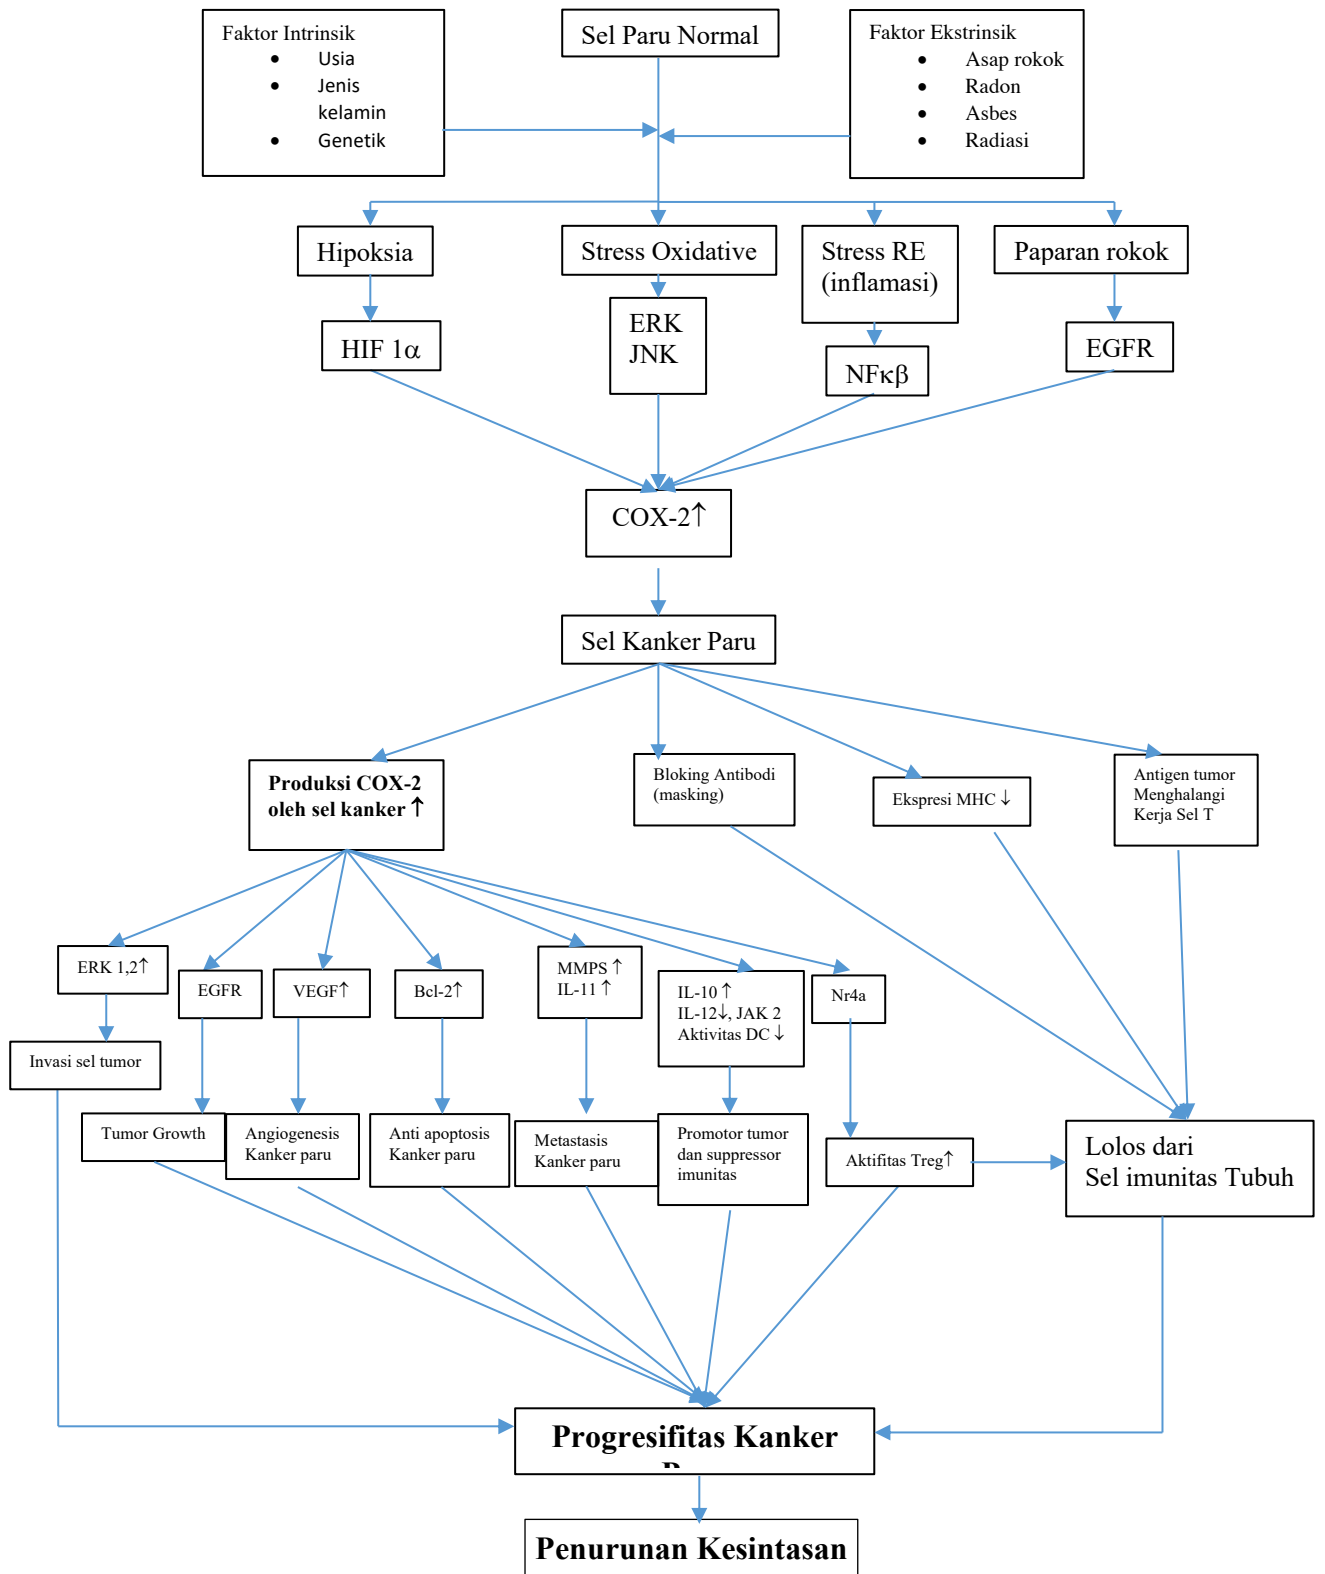 Faktor Intrinsik
• Usia
• Jenis
kelamin
• Genetik
Sel Paru Normal
Faktor Ekstrinsik
• Asap rokok
• Radon
• Asbes
• Radiasi
Hipoksia
Stress Oxidative
Stress RE
(inflamasi)
Paparan rokok
HIF 1α
ERK
JNK
NFκβ
EGFR
COX-2↑
Sel Kanker Paru
Produksi COX-2
oleh sel kanker ↑
Bloking Antibodi
(masking)
Ekspresi MHC ↓
Antigen tumor
Menghalangi
Kerja Sel T
ERK 1,2↑
EGFR
VEGF↑
Bcl-2↑
MMPS ↑
IL-11 ↑
IL-10 ↑
IL-12↓, JAK 2
Aktivitas DC ↓
Nr4a
Invasi sel tumor
Tumor Growth
Angiogenesis
Kanker paru
Anti apoptosis
Kanker paru
Metastasis
Kanker paru
Promotor tumor
dan suppressor
imunitas
Aktifitas Treg↑
Lolos dari
Sel imunitas Tubuh
Progresifitas Kanker
Penurunan Kesintasan